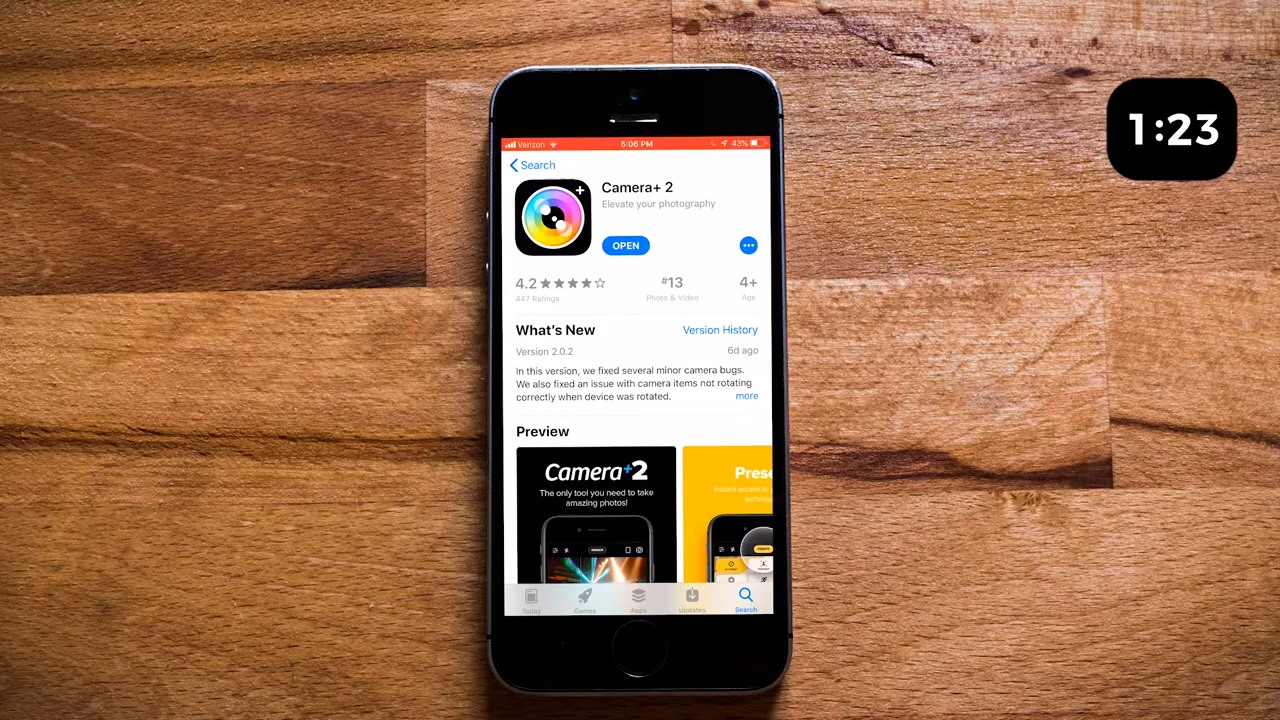 1:23
Verizon 5:06 PM 43%
Search
Camera+ 2
Elevate your photography
OPEN
4.2 #13 4+
447 Ratings Photo & Video Age
What's New Version History
Version 2.0.2 6d ago
In this version, we fixed several minor camera bugs.
We also fixed an issue with camera items not rotating
correctly when device was rotated. more
Preview
Camera+2
The only tool you need to take
amazing photos!
Prese
Instant access to
techniq
Today Games Apps Updates Search